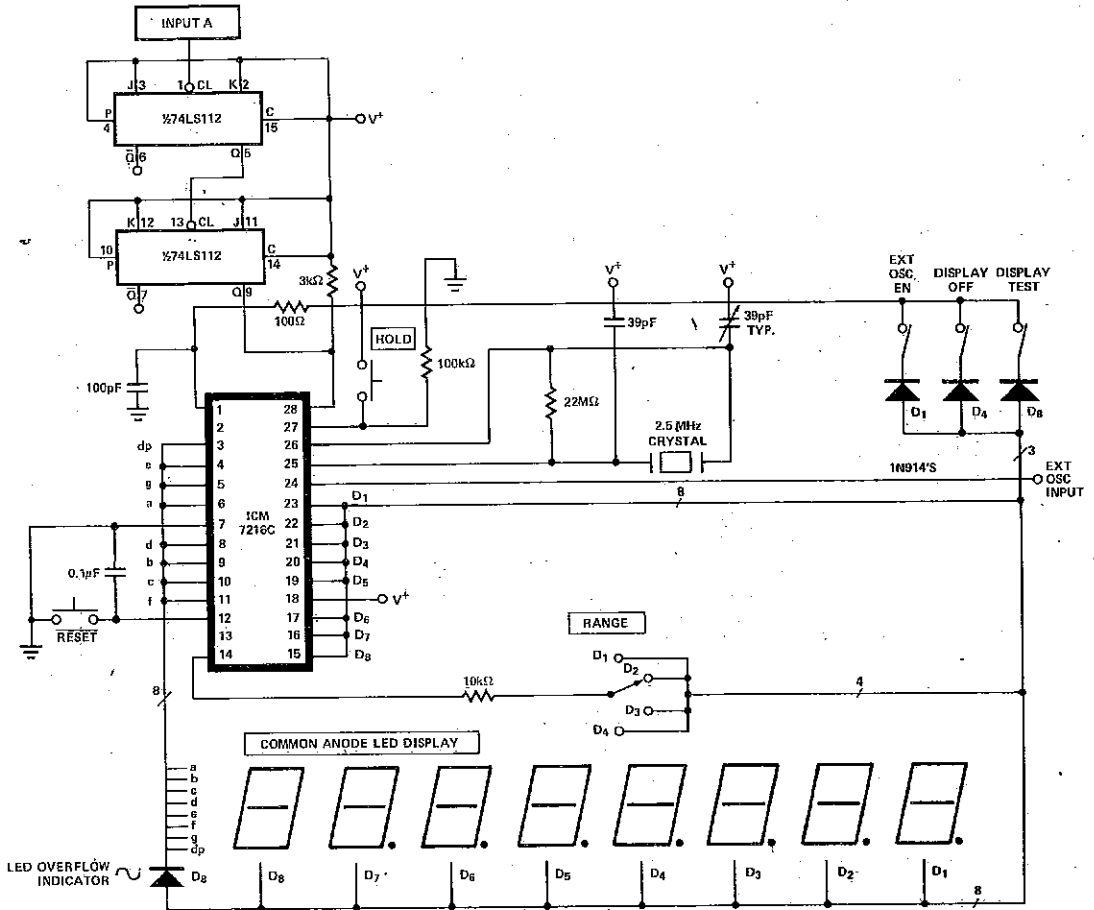 INPUT A
J 3 1 CL K 2
P 4 ½74LS112 C 15
V+
Q̅ 6 Q 5
K 12 13 CL J 11
10 P ½74LS112 C 14
Q̅ 7 Q 9
3kΩ
100Ω
V+
HOLD
100kΩ
V+
39pF
V+
39pF
TYP.
EXT
OSC
EN
DISPLAY
OFF
DISPLAY
TEST
D1 D4 D8
100pF
22MΩ
2.5 MHz
CRYSTAL
1N914'S
3
EXT
OSC
INPUT
8
ICM
7216C
1 28
2 27
dp 3 26
e 4 25
g 5 24
a 6 23 D1
7 22 D2
d 8 21 D3
b 9 20 D4
c 10 19 D5
f 11 18 V+
12 17 D6
13 16 D7
14 15 D8
0.1µF
RESET
8
10kΩ
RANGE
D1
D2
D3
D4
4
COMMON ANODE LED DISPLAY
a
b
c
d
e
f
g
dp
LED OVERFLOW
INDICATOR
D8
D8 D7 D6 D5 D4 D3 D2 D1
8